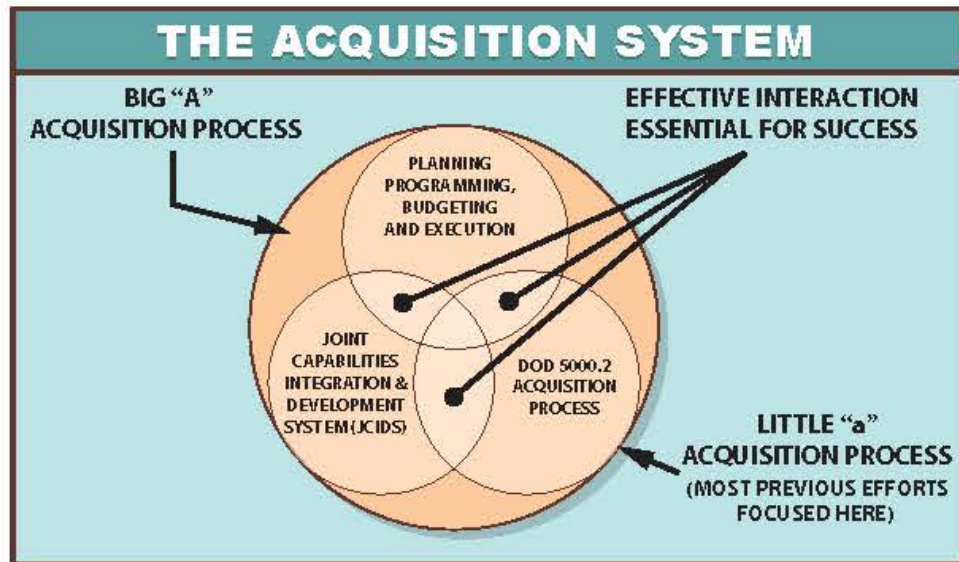 THE ACQUISITION SYSTEM
BIG “A”
ACQUISITION PROCESS
EFFECTIVE INTERACTION
ESSENTIAL FOR SUCCESS
PLANNING
PROGRAMMING,
BUDGETING
AND EXECUTION
JOINT
CAPABILITIES
INTEGRATION &
DEVELOPMENT
SYSTEM(JCIDS)
DOD 5000.2
ACQUISITION
PROCESS
LITTLE “a”
ACQUISITION PROCESS
(MOST PREVIOUS EFFORTS
FOCUSED HERE)